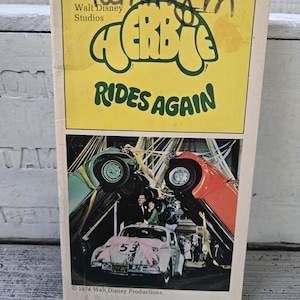 Walt Disney
Studios
HERBIE
RIDES AGAIN
53
© 1974 Walt Disney Productions